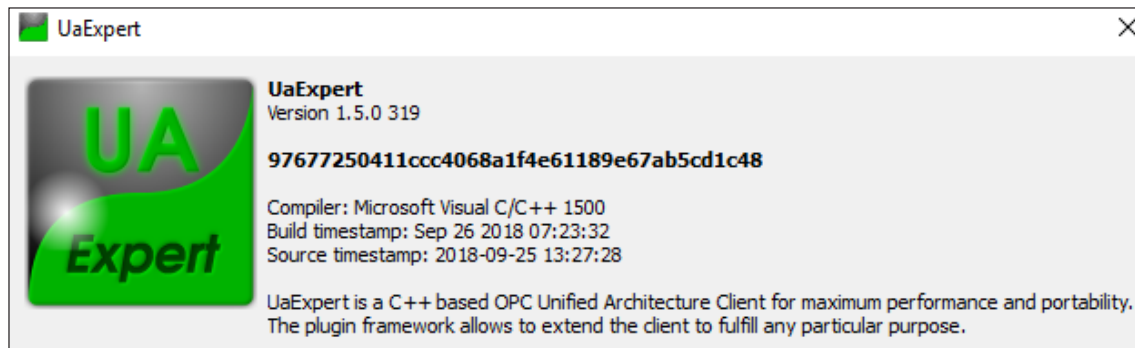 UaExpert
UA
Expert
UaExpert
Version 1.5.0 319
97677250411ccc4068a1f4e61189e67ab5cd1c48
Compiler: Microsoft Visual C/C++ 1500
Build timestamp: Sep 26 2018 07:23:32
Source timestamp: 2018-09-25 13:27:28
UaExpert is a C++ based OPC Unified Architecture Client for maximum performance and portability.
The plugin framework allows to extend the client to fulfill any particular purpose.